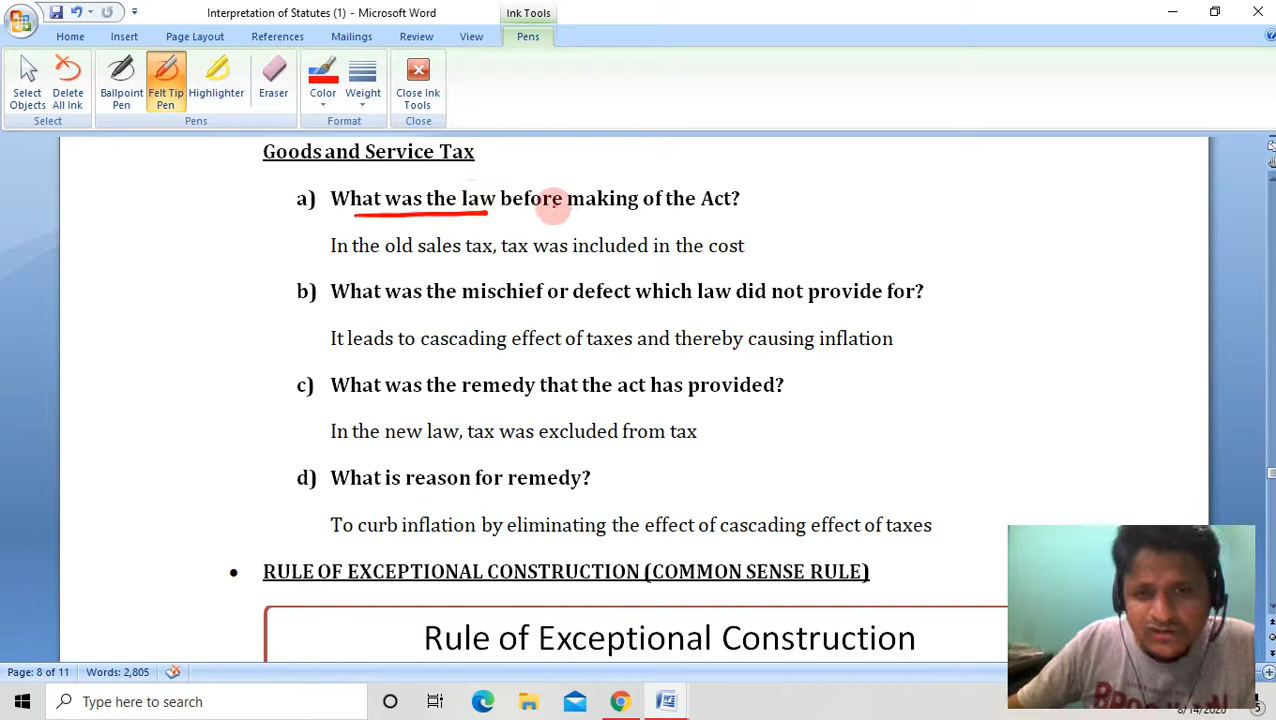 Interpretation of Statutes (1) - Microsoft Word
Ink Tools
Home Insert Page Layout References Mailings Review View Pens
Select Objects
Delete All Ink
Ballpoint Pen
Felt Tip Pen
Highlighter
Eraser
Color
Weight
Close Ink Tools
Select Pens Format Close
Goods and Service Tax
a) What was the law before making of the Act?
In the old sales tax, tax was included in the cost
b) What was the mischief or defect which law did not provide for?
It leads to cascading effect of taxes and thereby causing inflation
c) What was the remedy that the act has provided?
In the new law, tax was excluded from tax
d) What is reason for remedy?
To curb inflation by eliminating the effect of cascading effect of taxes
• RULE OF EXCEPTIONAL CONSTRUCTION (COMMON SENSE RULE)
Rule of Exceptional Construction
Page: 8 of 11 Words: 2,805
Type here to search
8/14/2020